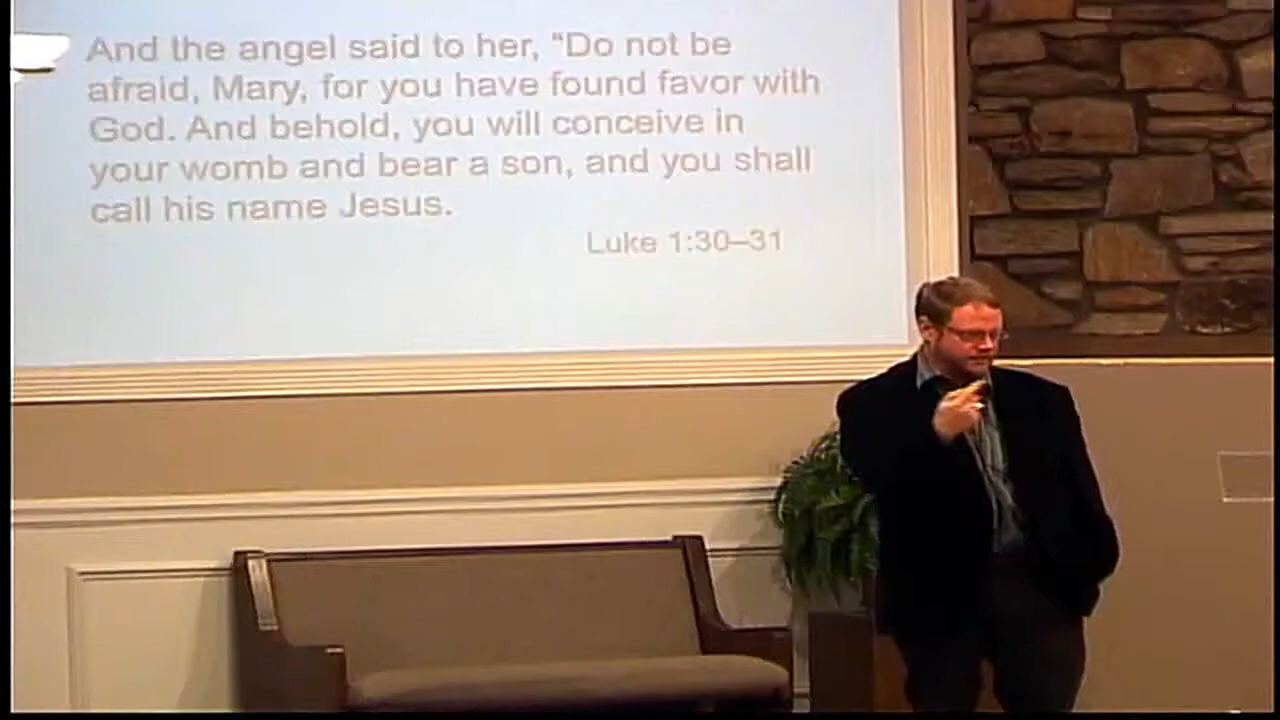 And the angel said to her, "Do not be
afraid, Mary, for you have found favor with
God. And behold, you will conceive in
your womb and bear a son, and you shall
call his name Jesus.
Luke 1:30–31